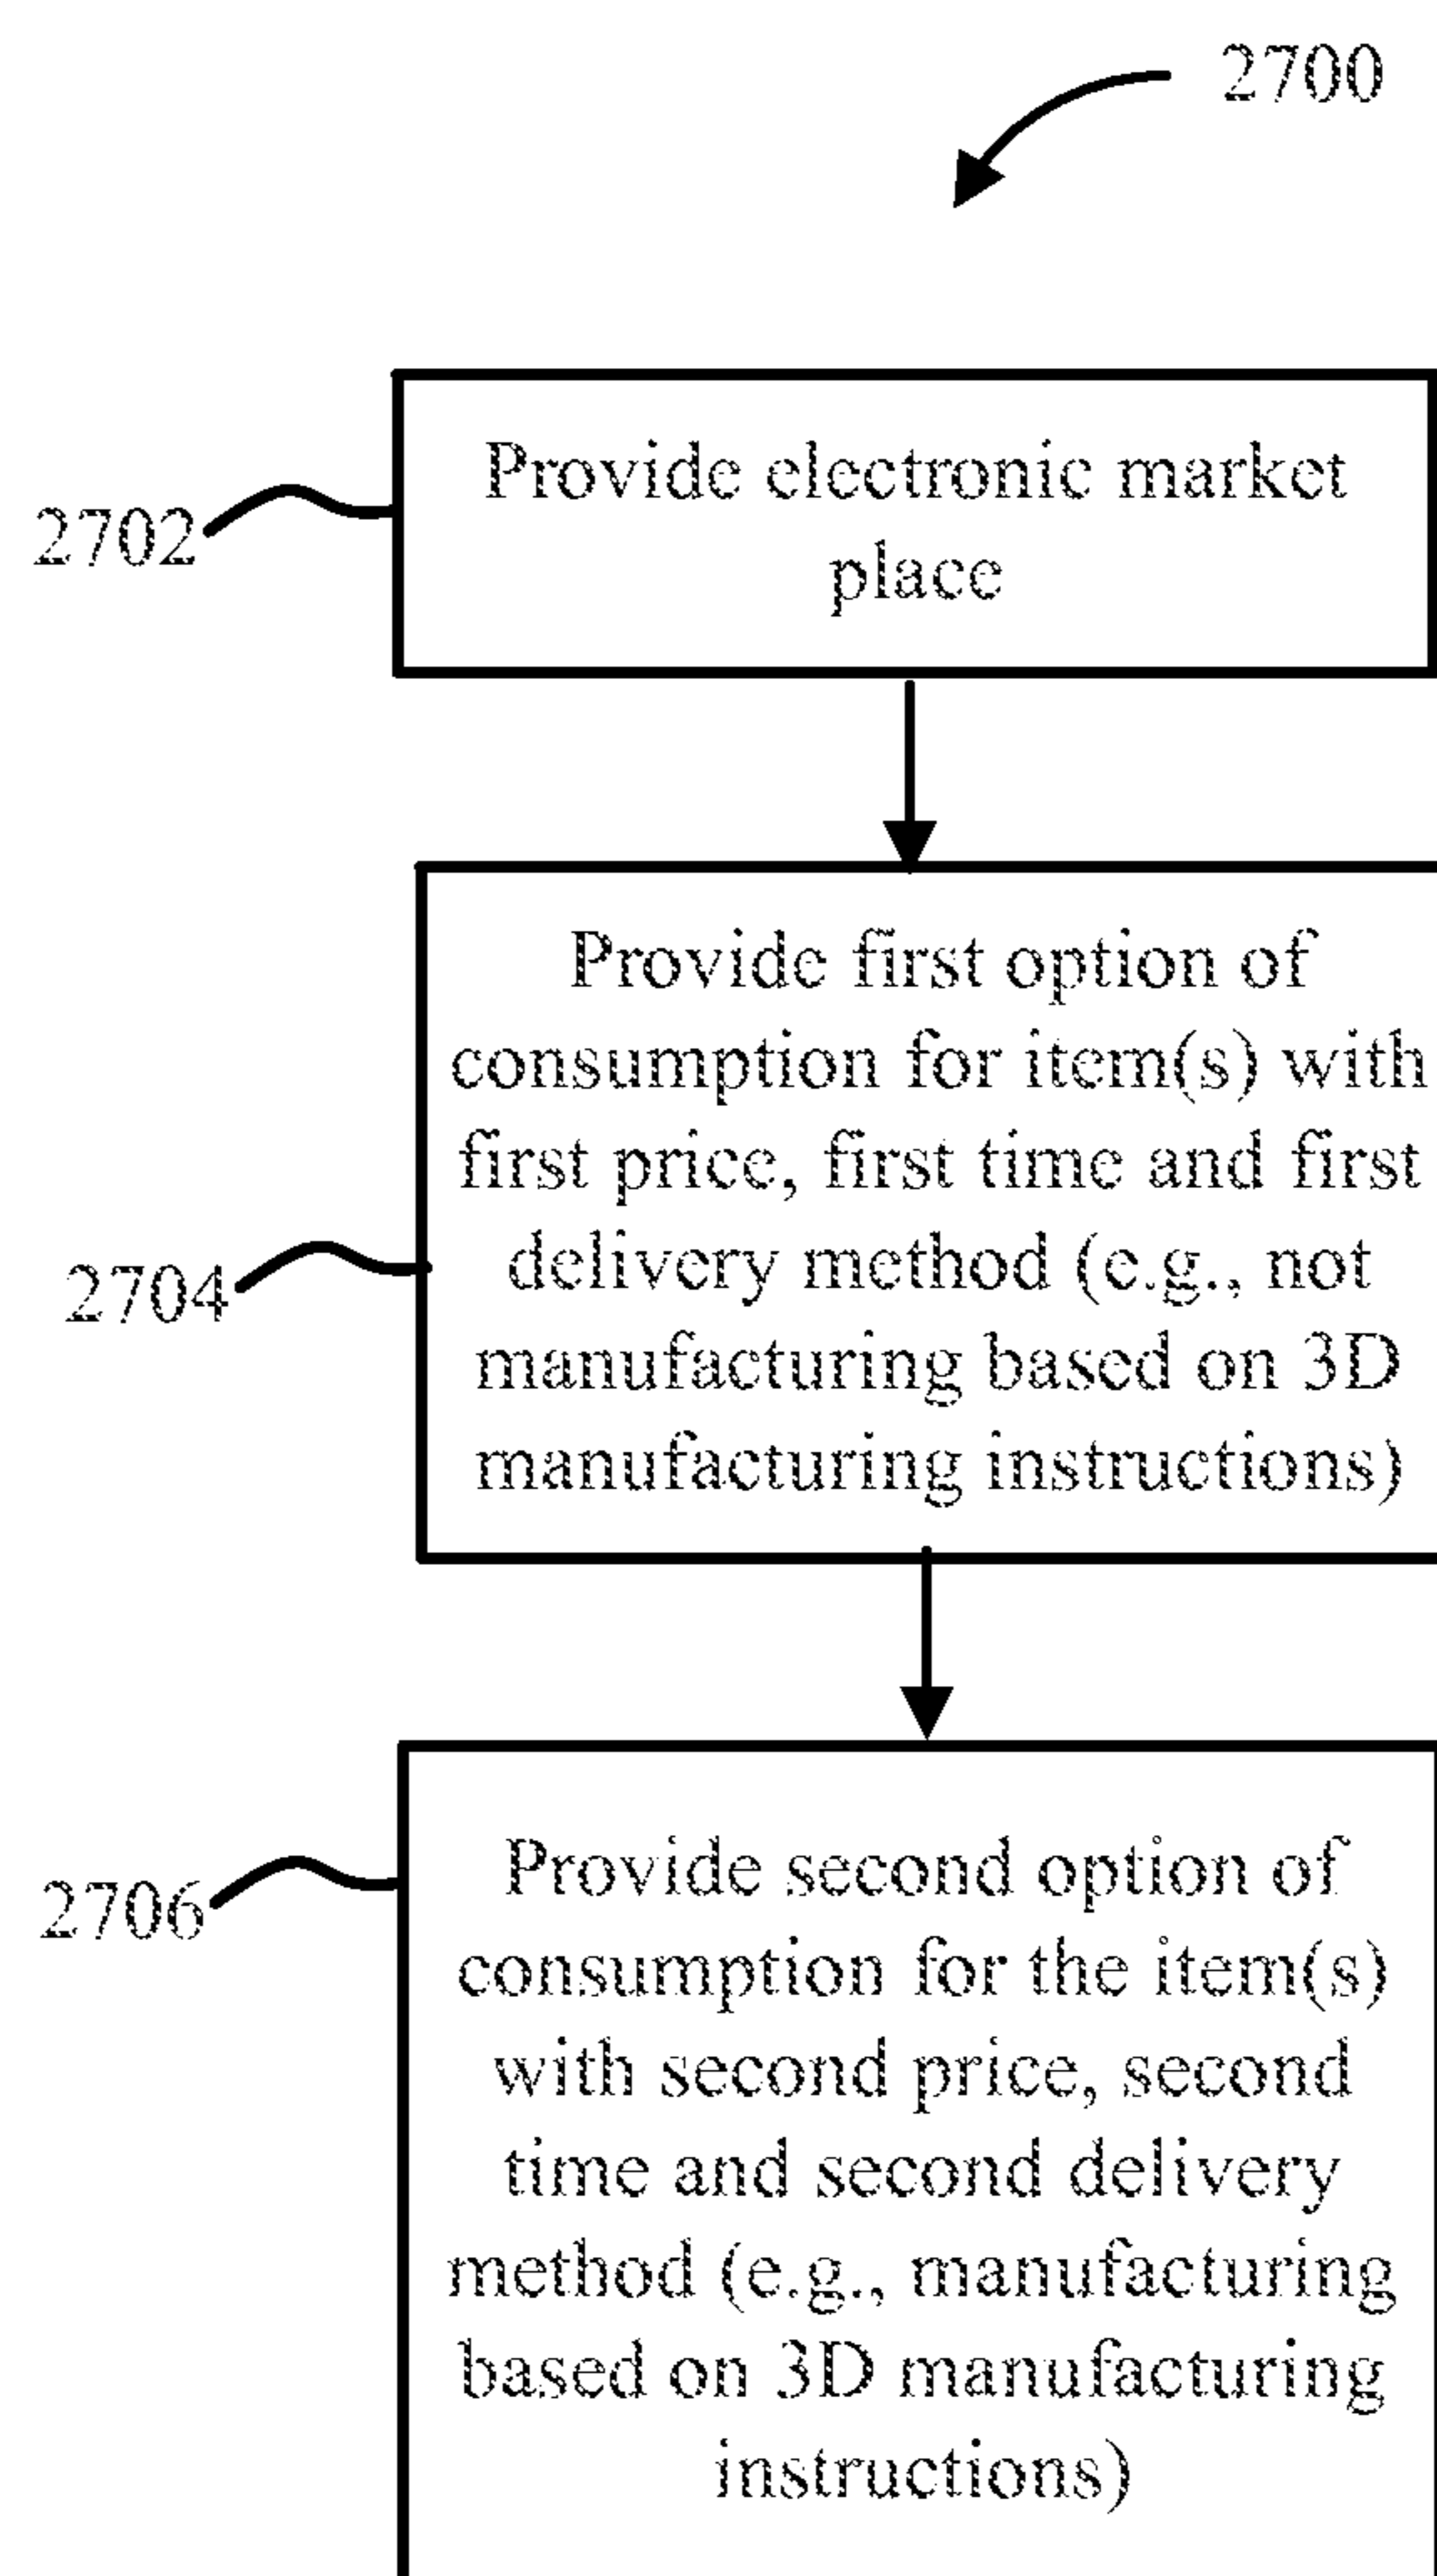 2700
Provide electronic market
place
2702
Provide first option of
consumption for item(s) with
first price, first time and first
delivery method (e.g., not
manufacturing based on 3D
manufacturing instructions)
2704
Provide second option of
consumption for the item(s)
with second price, second
time and second delivery
method (e.g., manufacturing
based on 3D manufacturing
instructions)
2706